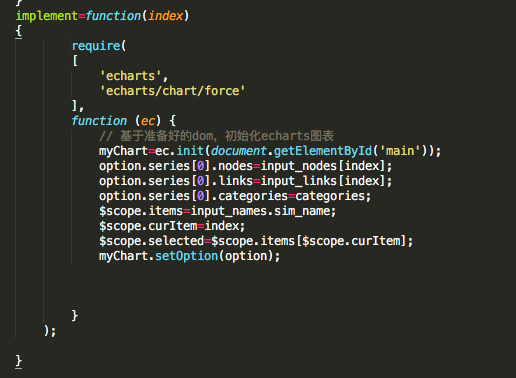 }
implement=function(index)
{
require(
[
'echarts',
'echarts/chart/force'
],
function (ec) {
// 基于准备好的dom，初始化echarts图表
myChart=ec.init(document.getElementById('main'));
option.series[0].nodes=input_nodes[index];
option.series[0].links=input_links[index];
option.series[0].categories=categories;
$scope.items=input_names.sim_name;
$scope.curItem=index;
$scope.selected=$scope.items[$scope.curItem];
myChart.setOption(option);
}
);
}